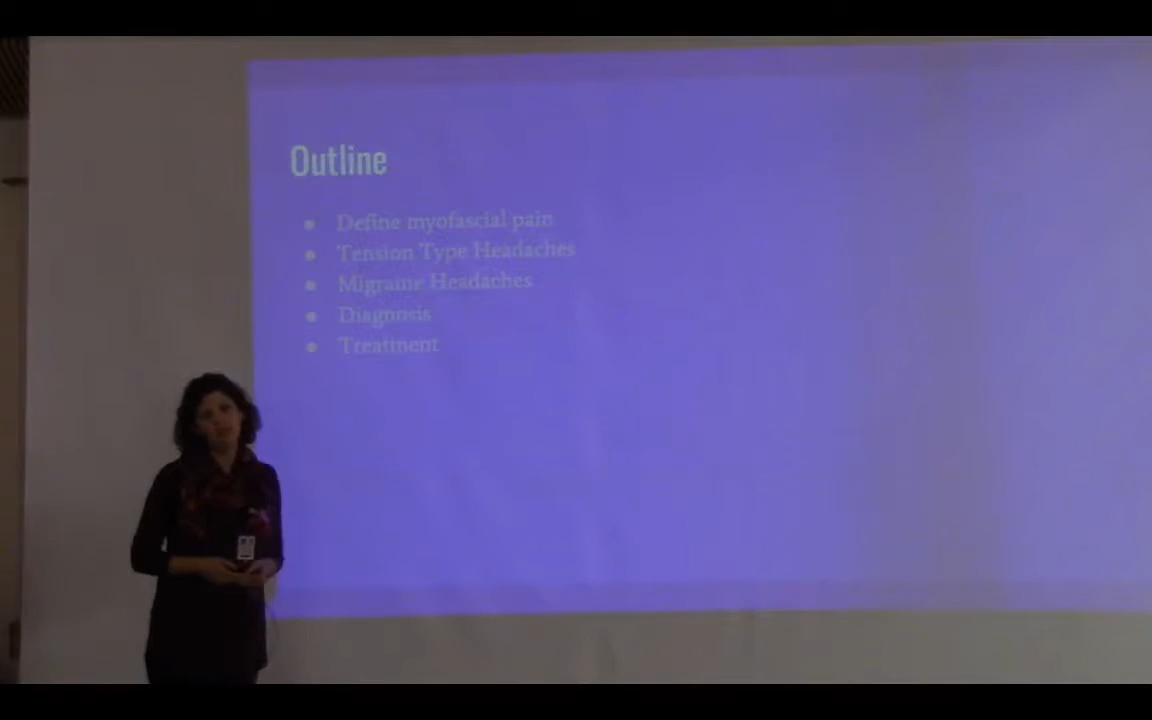 Outline
● Define myofascial pain
● Tension Type Headaches
● Migraine Headaches
● Diagnosis
● Treatment